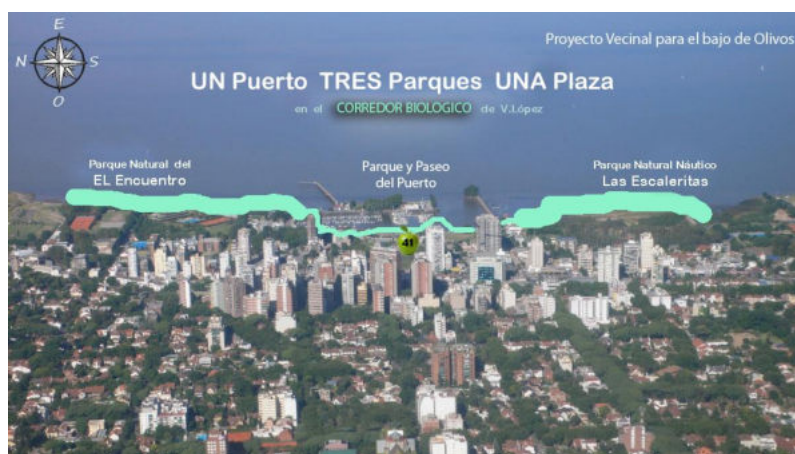 E
N S
O
Proyecto Vecinal para el bajo de Olivos
UN Puerto TRES Parques UNA Plaza
en el CORREDOR BIOLOGICO de V.López
Parque Natural del
EL Encuentro
Parque y Paseo
del Puerto
Parque Natural Náutico
Las Escaleritas
41